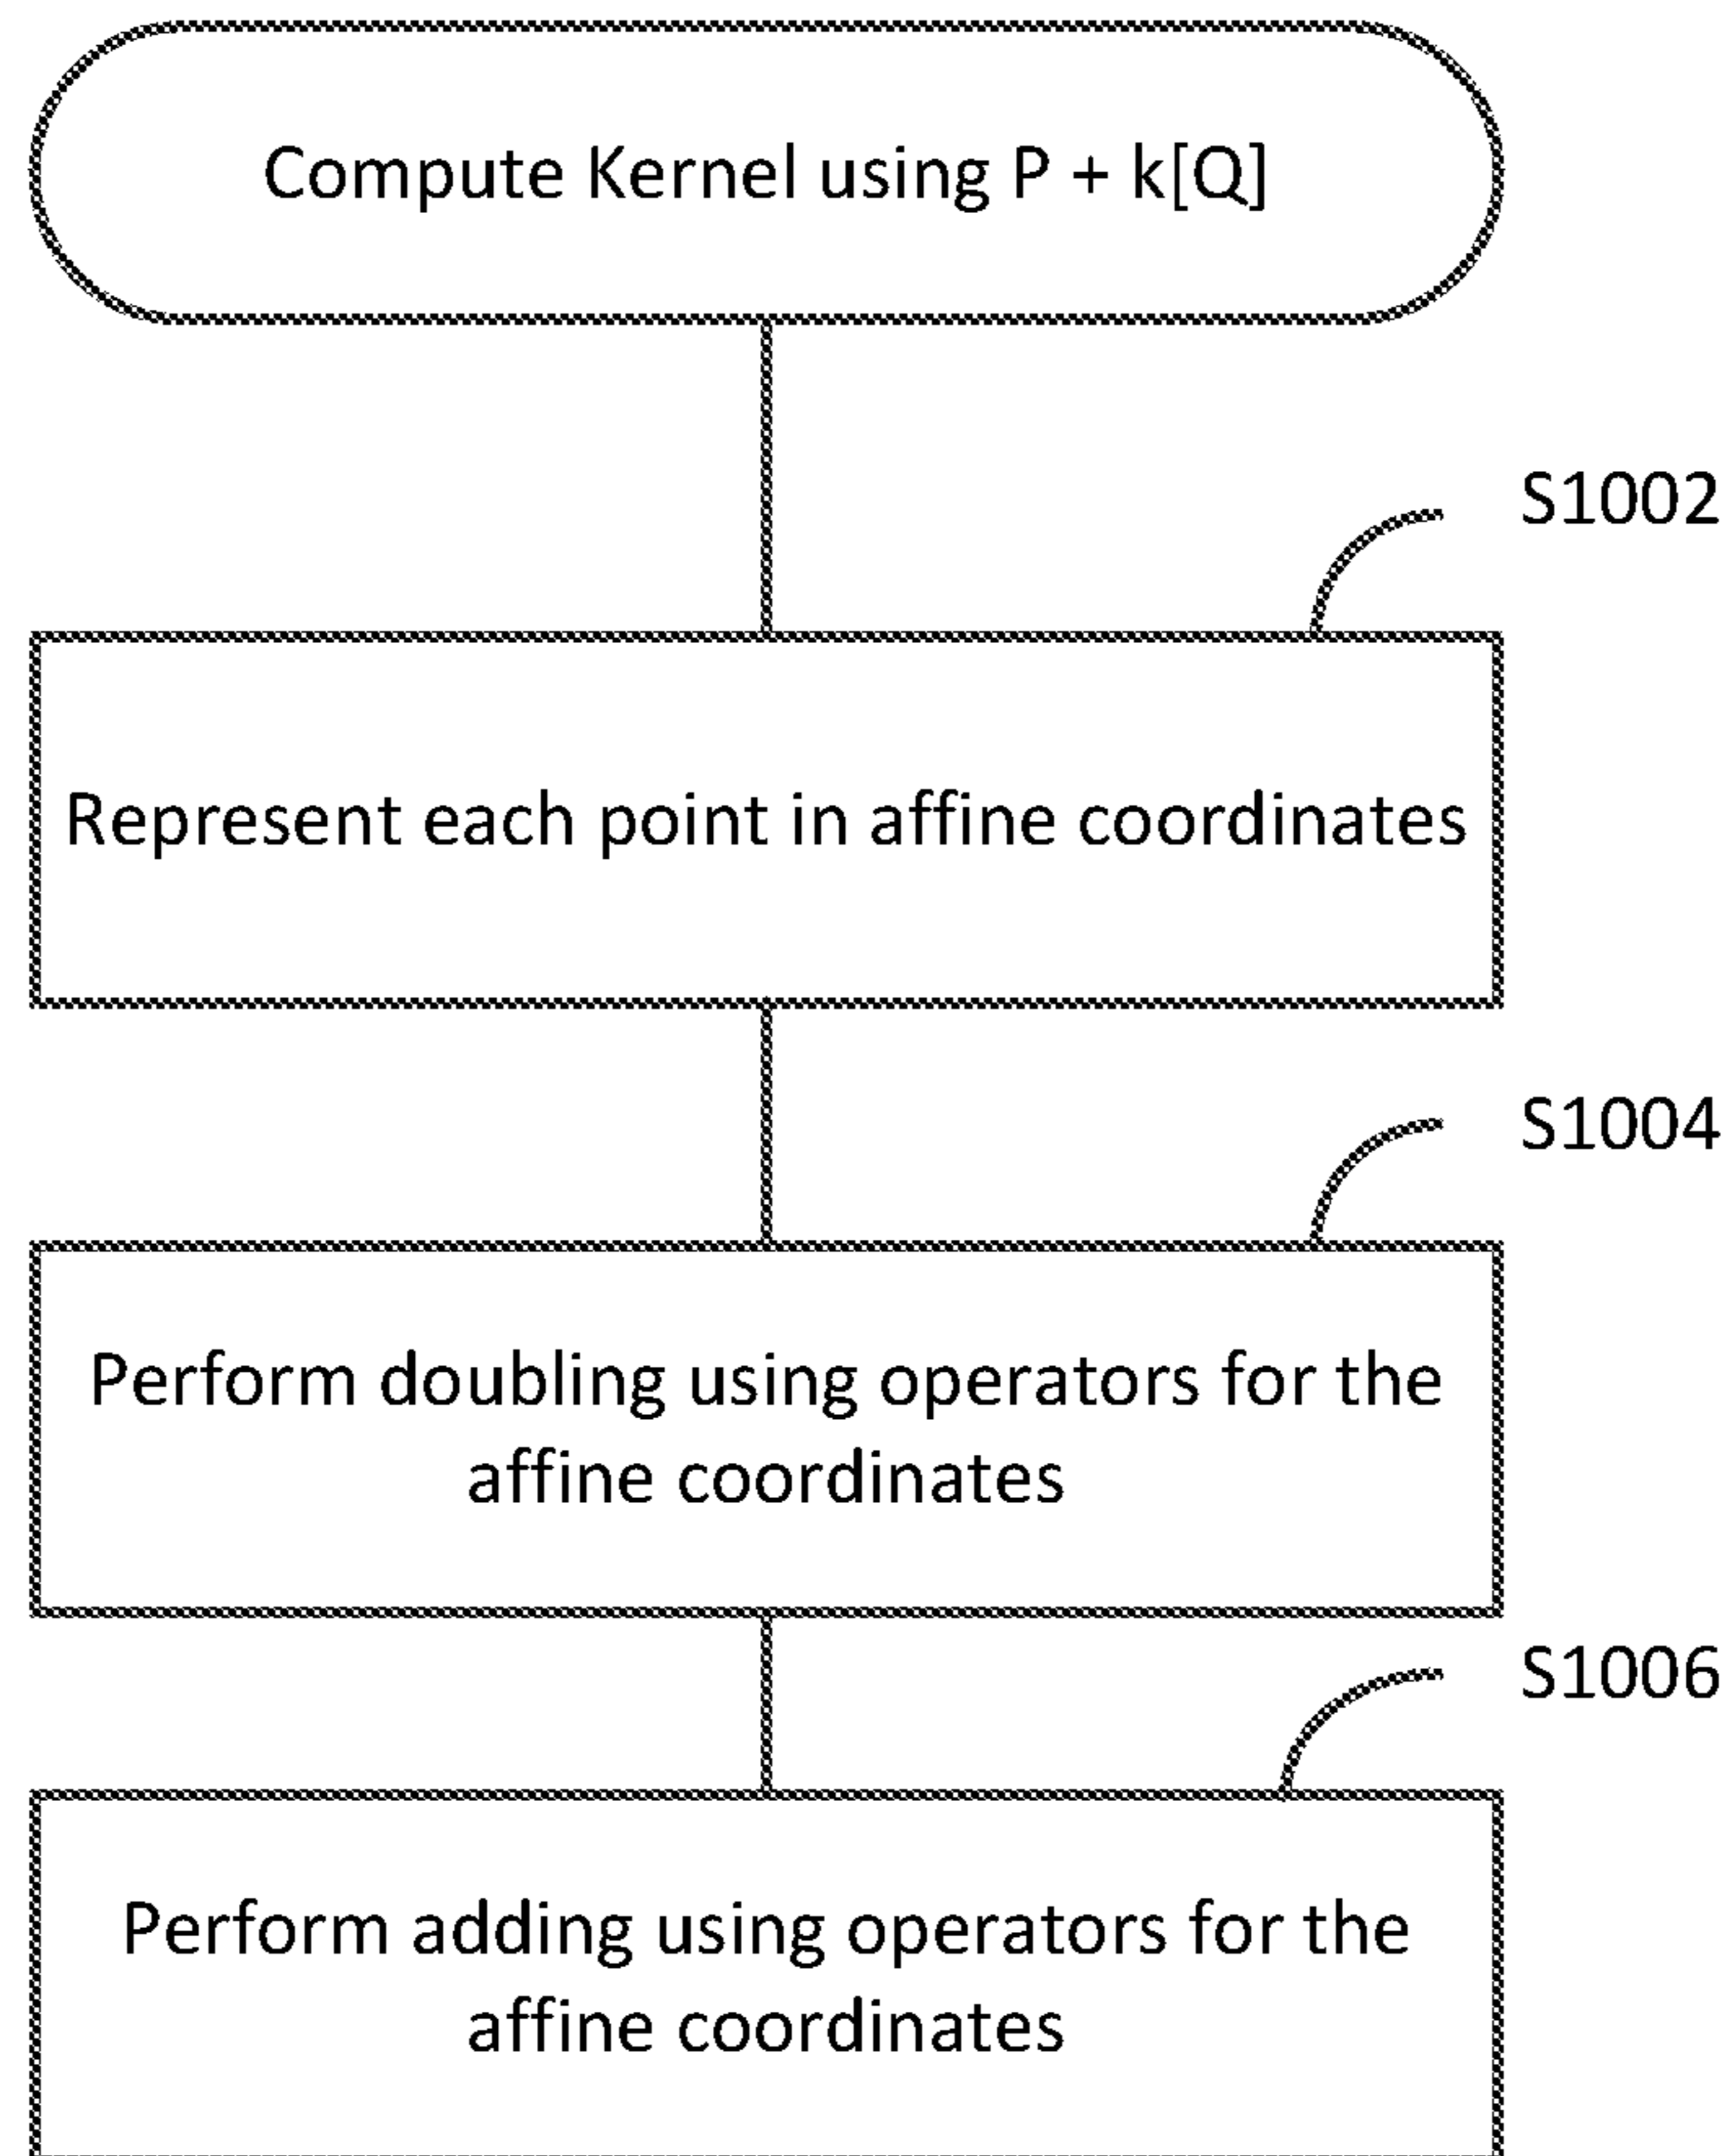 Compute Kernel using P + k[Q]
S1002
Represent each point in affine coordinates
S1004
Perform doubling using operators for the
affine coordinates
S1006
Perform adding using operators for the
affine coordinates